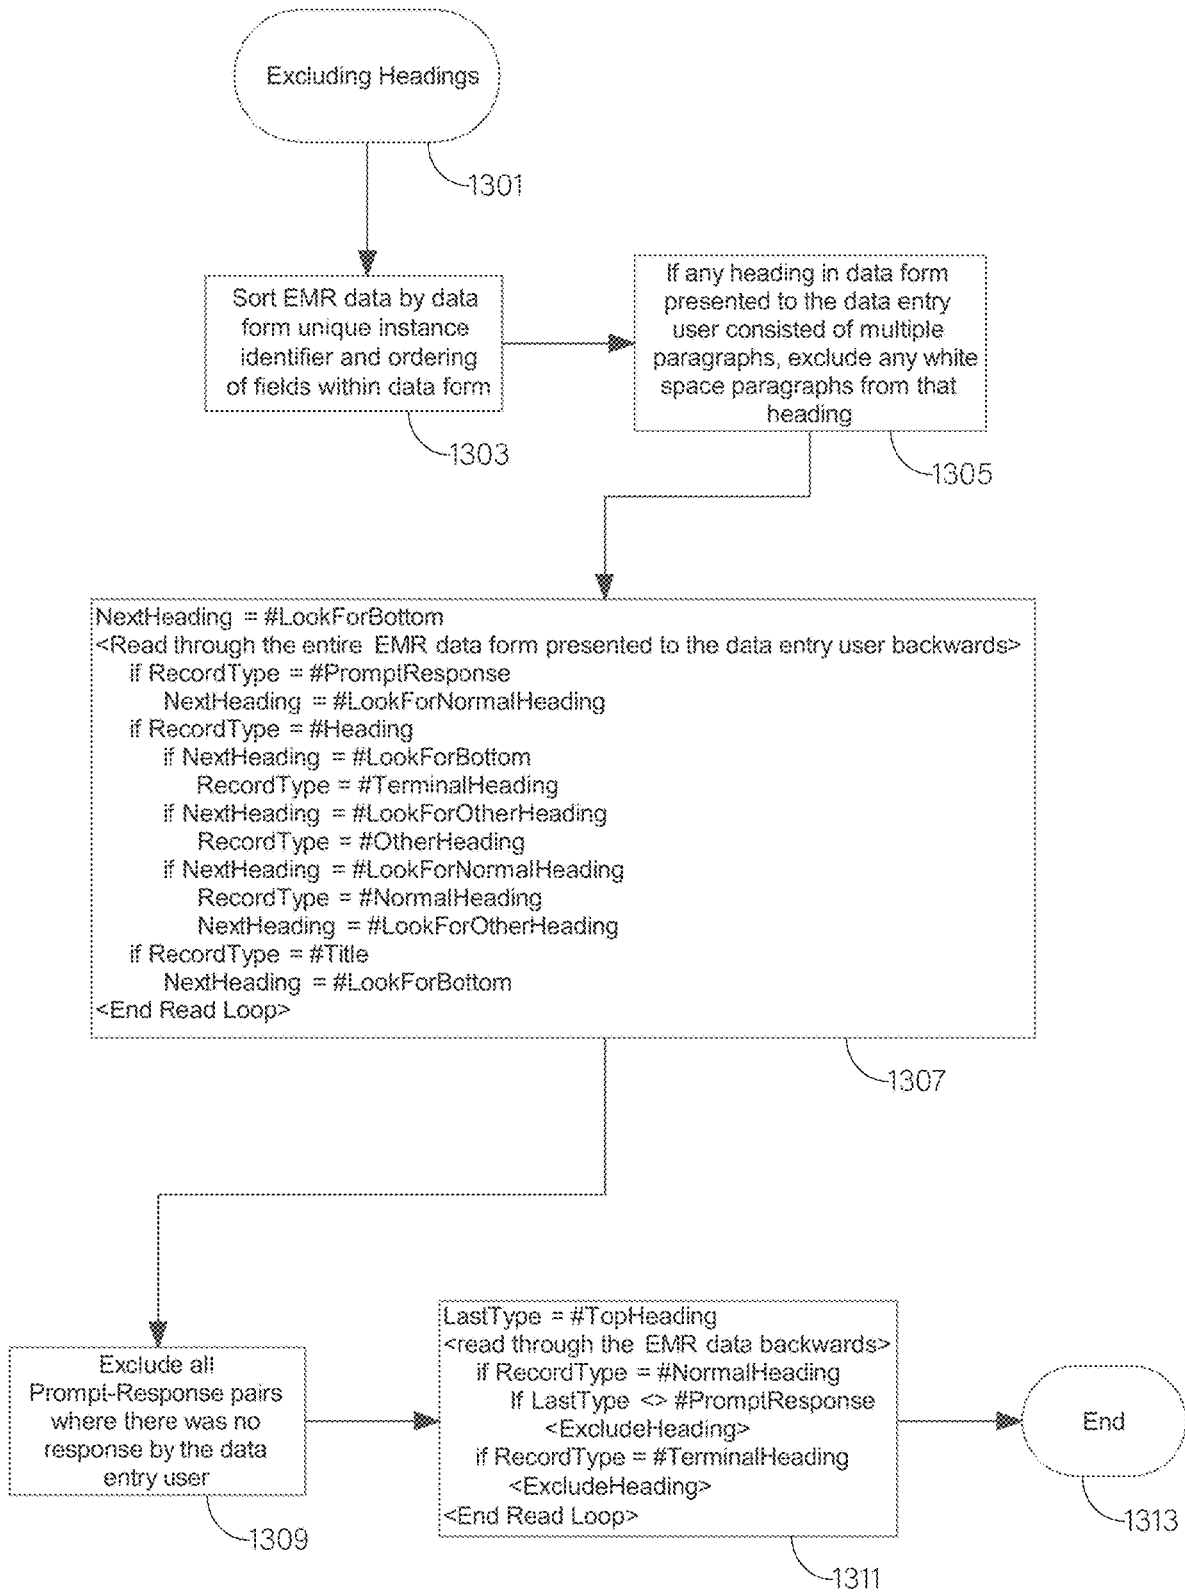 Excluding Headings
1301
Sort EMR data by data
form unique instance
identifier and ordering
of fields within data form
1303
If any heading in data form
presented to the data entry
user consisted of multiple
paragraphs, exclude any white
space paragraphs from that
heading
1305
NextHeading = #LookForBottom
<Read through the entire EMR data form presented to the data entry user backwards>
if RecordType = #PromptResponse
NextHeading = #LookForNormalHeading
if RecordType = #Heading
if NextHeading = #LookForBottom
RecordType = #TerminalHeading
if NextHeading = #LookForOtherHeading
RecordType = #OtherHeading
if NextHeading = #LookForNormalHeading
RecordType = #NormalHeading
NextHeading = #LookForOtherHeading
if RecordType = #Title
NextHeading = #LookForBottom
<End Read Loop>
1307
Exclude all
Prompt-Response pairs
where there was no
response by the data
entry user
1309
LastType = #TopHeading
<read through the EMR data backwards>
if RecordType = #NormalHeading
If LastType <> #PromptResponse
<ExcludeHeading>
if RecordType = #TerminalHeading
<ExcludeHeading>
<End Read Loop>
1311
End
1313